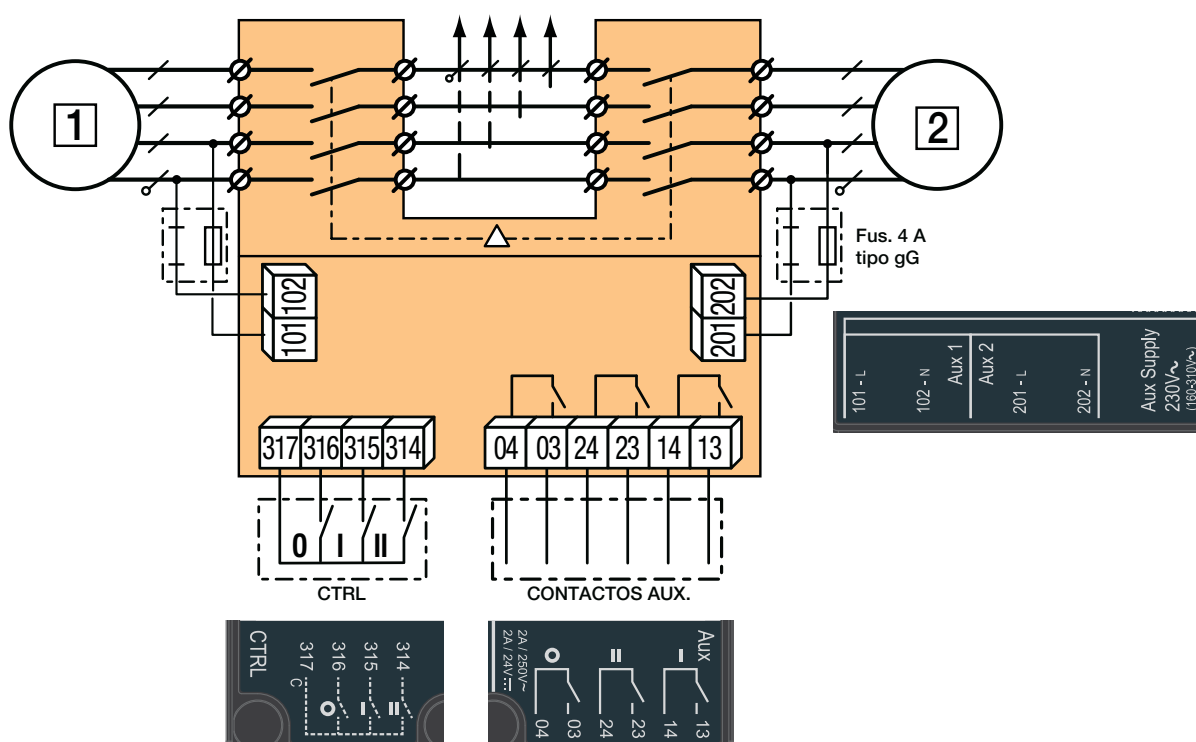 1
2
Fus. 4 A
tipo gG
102
101
202
201
317 316 315 314
04 03 24 23 14 13
O I II
CTRL
CONTACTOS AUX.
101 - L
102 - N
Aux 1
Aux 2
201 - L
202 - N
Aux Supply
230V~
(160-310V~)
CTRL
317
316
315
314
C
O
I
II
2A / 250V~
2A / 24V
Aux
O
II
I
04
03
24
23
14
13